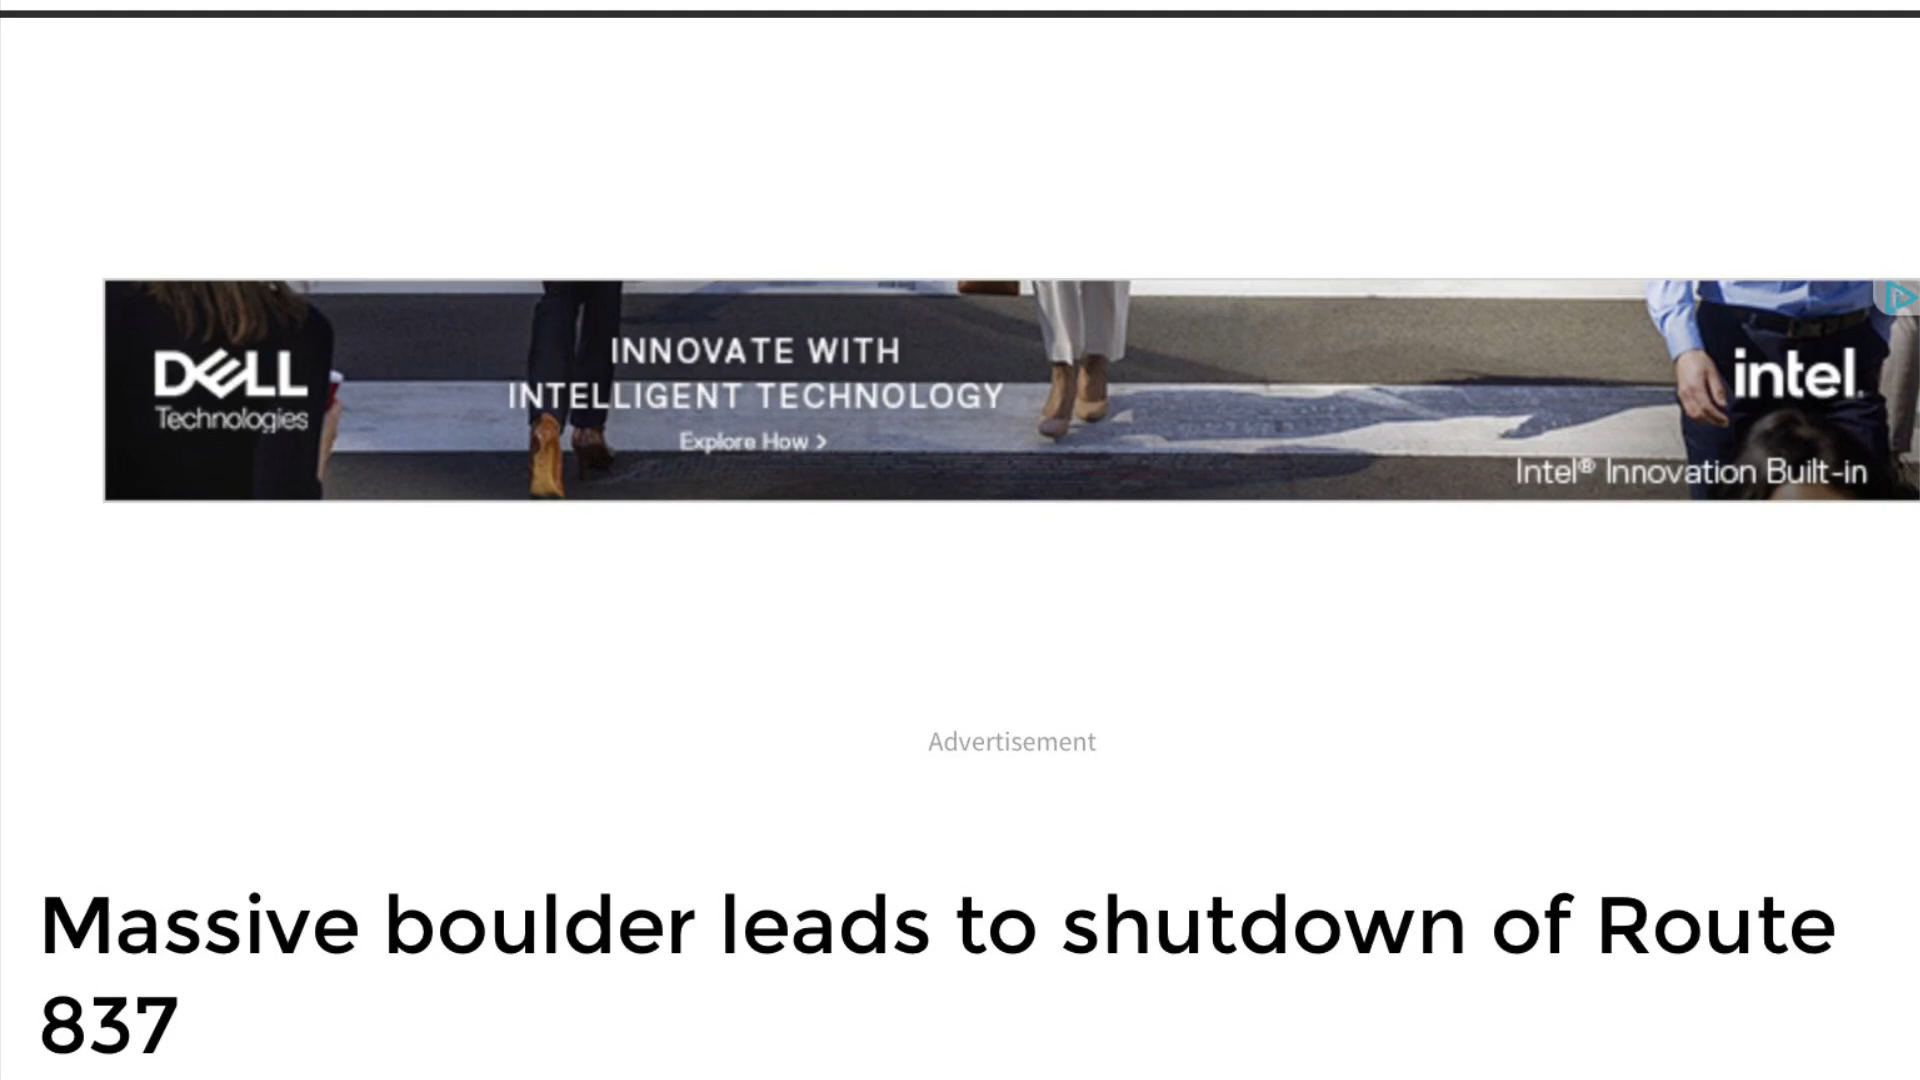 DELL
Technologies
INNOVATE WITH
INTELLIGENT TECHNOLOGY
Explore How >
intel.
Intel® Innovation Built-in
Advertisement
Massive boulder leads to shutdown of Route
837